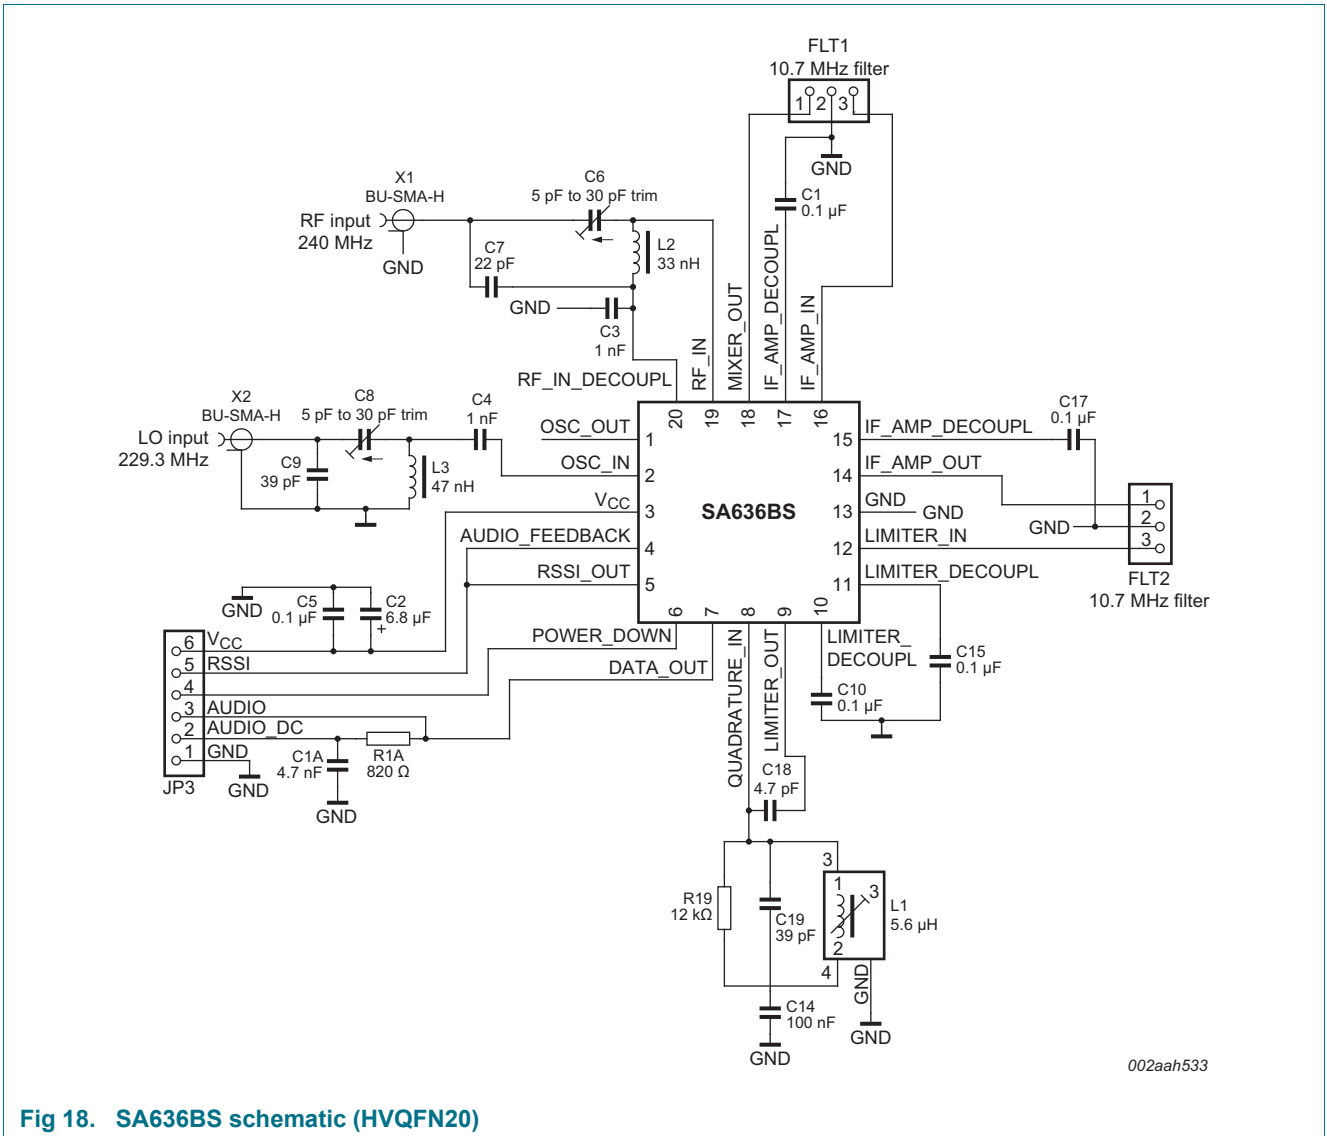 FLT1
10.7 MHz filter
1 2 3
GND
C1
0.1 µF
X1
BU-SMA-H
RF input
240 MHz
GND
C6
5 pF to 30 pF trim
C7
22 pF
L2
33 nH
GND
C3
1 nF
RF_IN_DECOUPL
RF_IN
MIXER_OUT
IF_AMP_DECOUPL
IF_AMP_IN
X2
BU-SMA-H
LO input
229.3 MHz
C8
5 pF to 30 pF trim
C9
39 pF
L3
47 nH
C4
1 nF
20 19 18 17 16
OSC_OUT 1
OSC_IN 2
VCC 3
AUDIO_FEEDBACK 4
RSSI_OUT 5
SA636BS
15 IF_AMP_DECOUPL
14 IF_AMP_OUT
13 GND GND
12 LIMITER_IN
11 LIMITER_DECOUPL
C17
0.1 µF
GND
1
2
3
FLT2
10.7 MHz filter
6 7 8 9 10
POWER_DOWN
DATA_OUT
QUADRATURE_IN
LIMITER_OUT
LIMITER_
DECOUPL
C10
0.1 µF
C15
0.1 µF
GND
C5
0.1 µF
C2
6.8 µF
+
6 VCC
5 RSSI
4
3 AUDIO
2 AUDIO_DC
1 GND
JP3
GND
C1A
4.7 nF
GND
R1A
820 Ω
C18
4.7 pF
R19
12 kΩ
C19
39 pF
3
1
3
2
4
L1
5.6 µH
GND
GND
C14
100 nF
GND
002aah533
Fig 18. SA636BS schematic (HVQFN20)